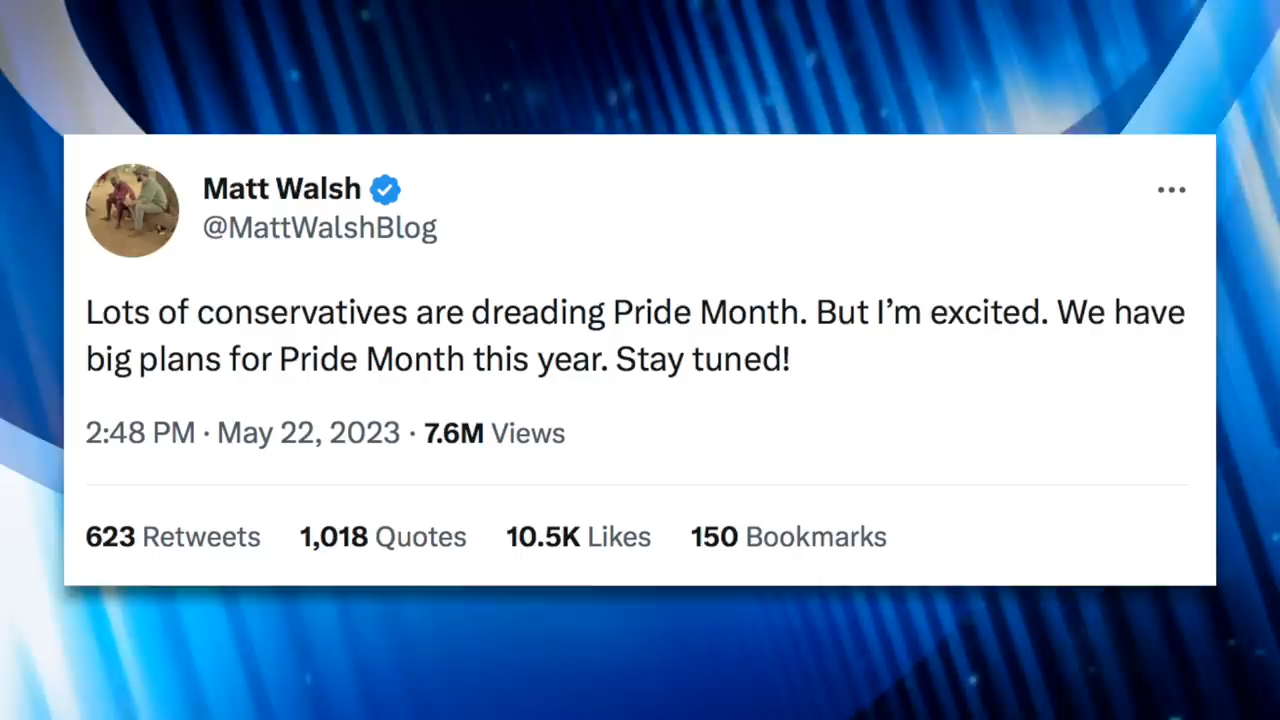 Matt Walsh
@MattWalshBlog
Lots of conservatives are dreading Pride Month. But I’m excited. We have
big plans for Pride Month this year. Stay tuned!
2:48 PM · May 22, 2023 · 7.6M Views
623 Retweets 1,018 Quotes 10.5K Likes 150 Bookmarks